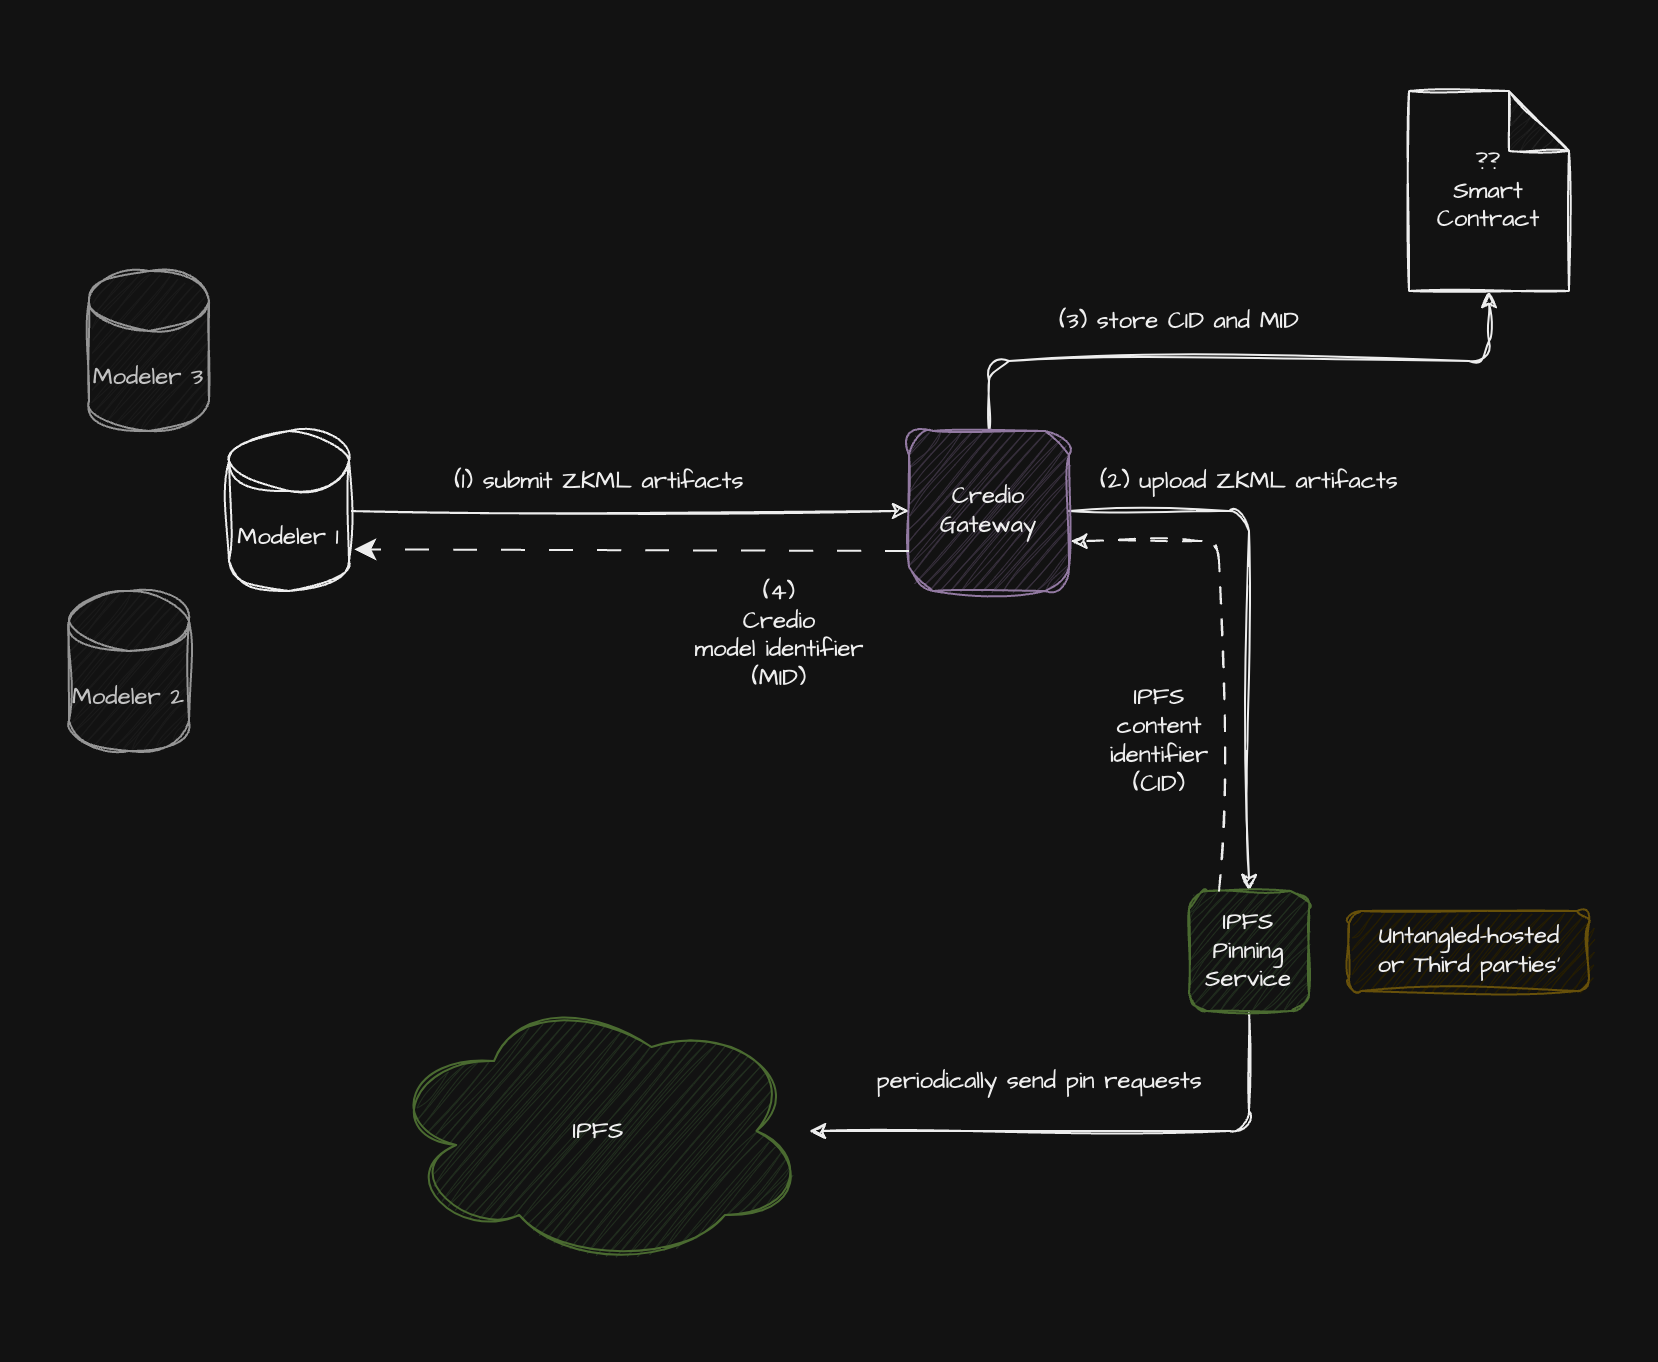 ??
Smart
Contract
(3) store CID and MID
Modeler 3
(1) submit ZKML artifacts
(2) upload ZKML artifacts
Credio
Gateway
Modeler 1
(4)
Credio
model identifier
(MID)
Modeler 2
IPFS
content
identifier
(CID)
IPFS
Pinning
Service
Untangled-hosted
or Third parties'
periodically send pin requests
IPFS